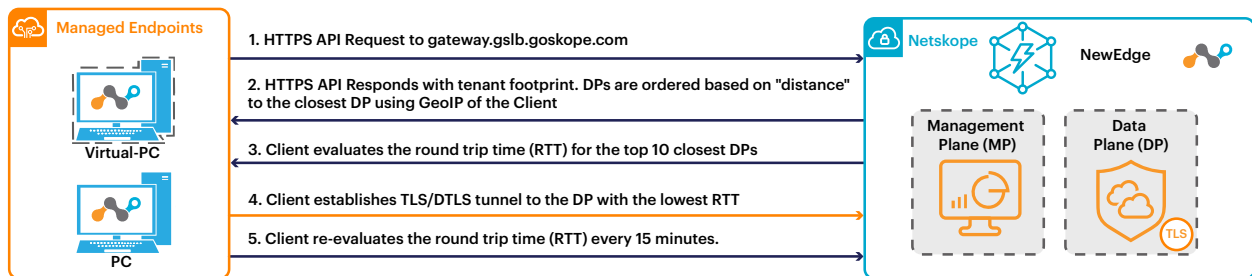 Managed Endpoints
Virtual-PC
PC
1. HTTPS API Request to gateway.gslb.goskope.com
2. HTTPS API Responds with tenant footprint. DPs are ordered based on "distance"
to the closest DP using GeoIP of the Client
3. Client evaluates the round trip time (RTT) for the top 10 closest DPs
4. Client establishes TLS/DTLS tunnel to the DP with the lowest RTT
5. Client re-evaluates the round trip time (RTT) every 15 minutes.
Netskope
NewEdge
Management
Plane (MP)
Data
Plane (DP)
TLS